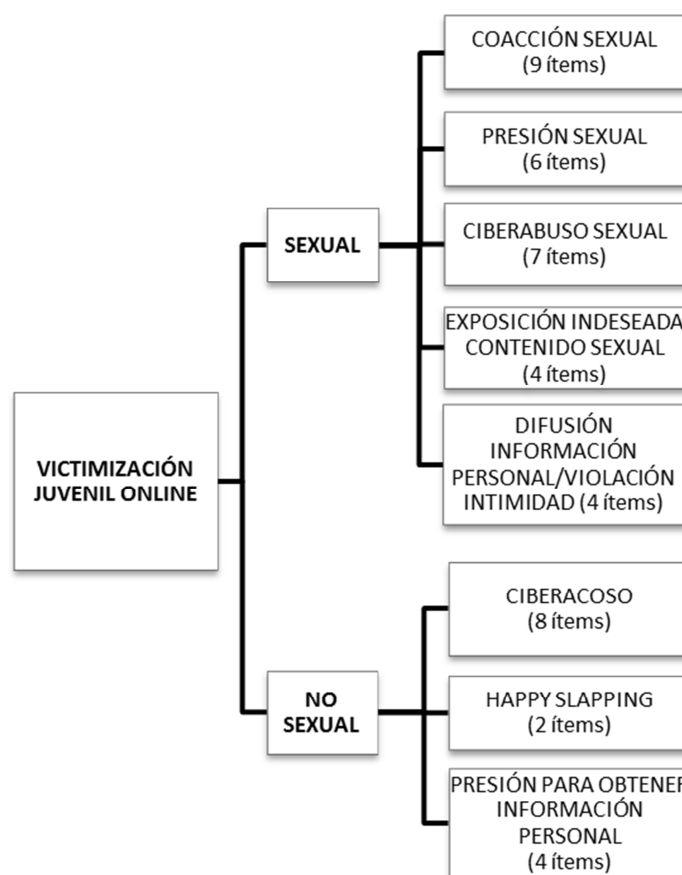 COACCIÓN SEXUAL
(9 ítems)
PRESIÓN SEXUAL
(6 ítems)
SEXUAL
CIBERABUSO SEXUAL
(7 ítems)
EXPOSICIÓN INDESEADA
CONTENIDO SEXUAL
(4 ítems)
DIFUSIÓN
INFORMACIÓN
PERSONAL/VIOLACIÓN
INTIMIDAD (4 ítems)
VICTIMIZACIÓN
JUVENIL ONLINE
CIBERACOSO
(8 ítems)
NO
SEXUAL
HAPPY SLAPPING
(2 ítems)
PRESIÓN PARA OBTENER
INFORMACIÓN
PERSONAL
(4 ítems)